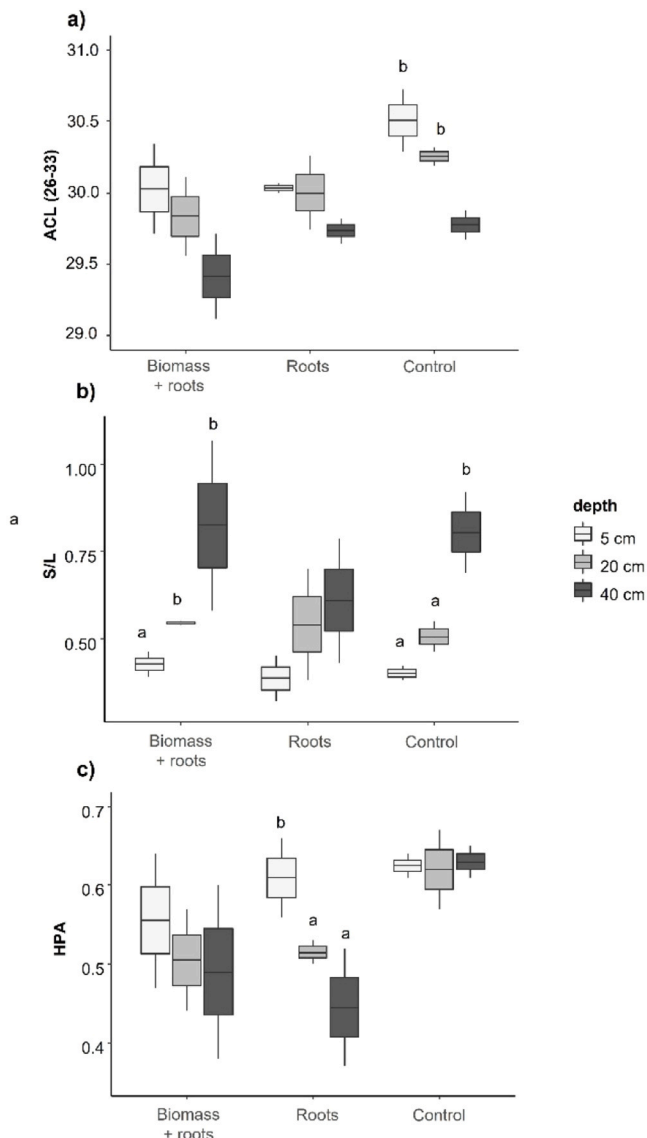 a)
31.0
b
30.5
b
ACL (26-33)
30.0
29.5
29.0
Biomass
+ roots
Roots
Control
b)
b
b
1.00
a
S/L
0.75
b
a
a
a
0.50
Biomass
+ roots
Roots
Control
depth
5 cm
20 cm
40 cm
c)
0.7
b
0.6
a
a
HPA
0.5
0.4
Biomass
+ roots
Roots
Control